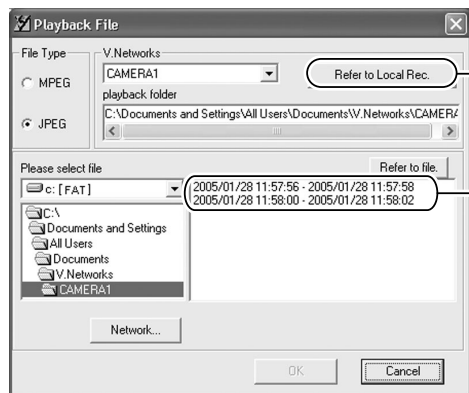 Playback File
File Type
MPEG
JPEG
V.Networks
CAMERA1
Refer to Local Rec.
playback folder
C:\Documents and Settings\All Users\Documents\V.Networks\CAMERA
Please select file
Refer to file.
c: [FAT]
C:\
Documents and Settings
All Users
Documents
V.Networks
CAMERA1
2005/01/28 11:57:56 - 2005/01/28 11:57:58
2005/01/28 11:58:00 - 2005/01/28 11:58:02
Network...
OK
Cancel